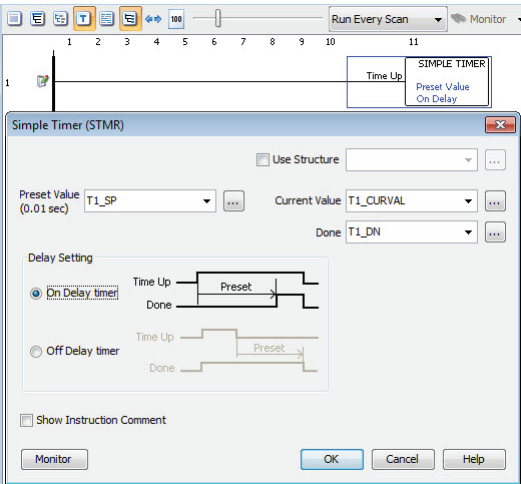 T
100
Run Every Scan
Monitor
1 2 3 4 5 6 7 8 9 10 11
1
SIMPLE TIMER
Time Up
Preset Value
On Delay
Simple Timer (STMR)
Use Structure
...
Preset Value
(0.01 sec)
T1_SP
...
Current Value
T1_CURVAL
...
Done
T1_DN
...
Delay Setting
On Delay timer
Time Up
Preset
Done
Off Delay timer
Time Up
Preset
Done
Show Instruction Comment
Monitor
OK
Cancel
Help